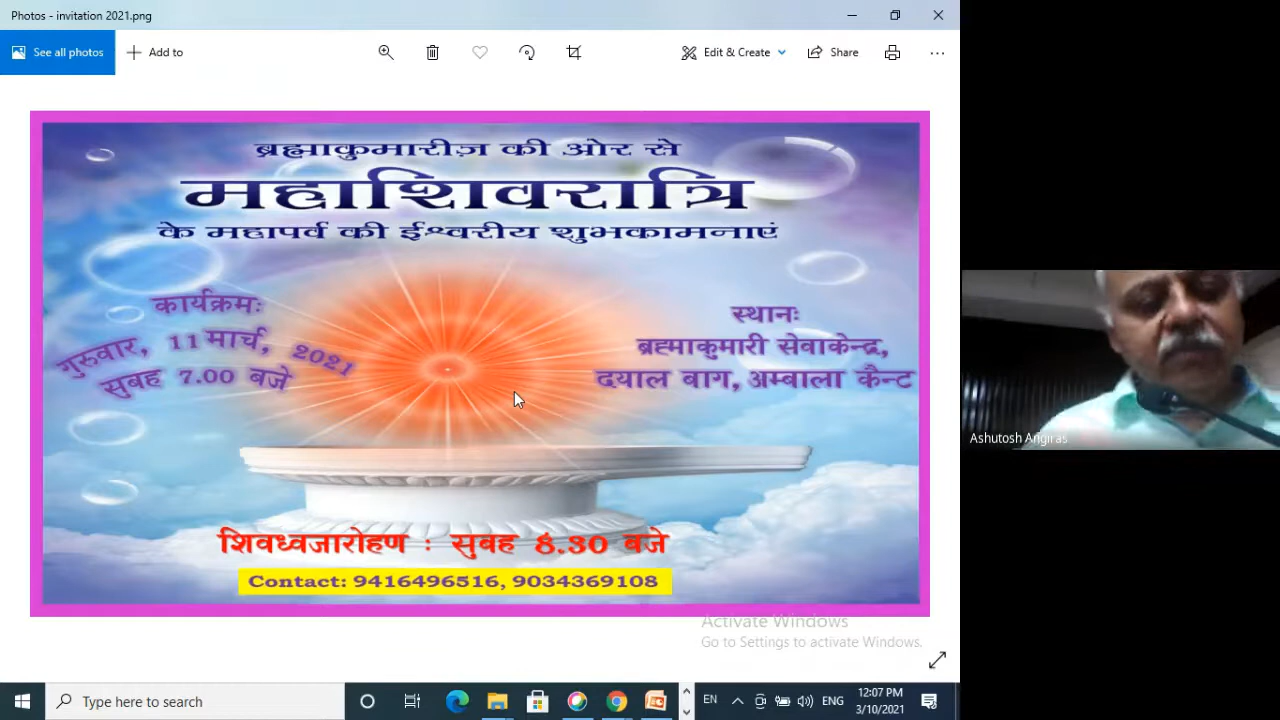 Photos - invitation 2021.png
See all photos
Add to
Edit & Create
Share
ब्रह्माकुमारीज़ की ओर से
महाशिवरात्रि
के महापर्व की ईश्वरीय शुभकामनाएं
कार्यक्रमः
गुरुवार, 11 मार्च, 2021
सुबह 7.00 बजे
स्थानः
ब्रह्माकुमारी सेवाकेन्द्र,
दयाल बाग, अम्बाला कैन्ट
शिवध्वजारोहण : सुबह 8.30 बजे
Contact: 9416496516, 9034369108
Ashutosh Angiras
Activate Windows
Go to Settings to activate Windows.
Type here to search
EN
ENG
12:07 PM
3/10/2021